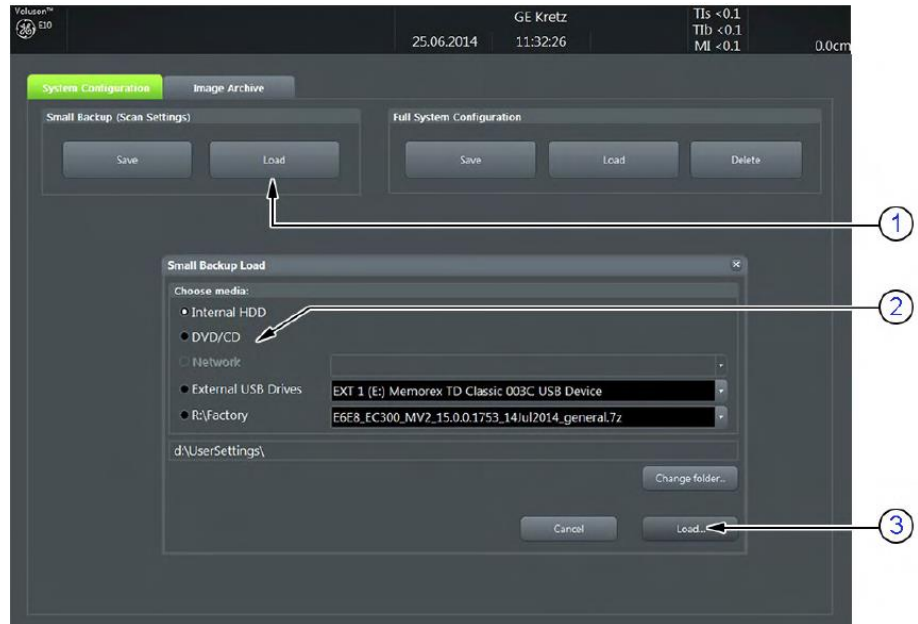 Voluson™
E10
GE Kretz
25.06.2014 11:32:26
TIs <0.1
TIb <0.1
MI <0.1
0.0cm
System Configuration Image Archive
Small Backup (Scan Settings) Full System Configuration
Save Load Save Load Delete
1
Small Backup Load
Choose media:
Internal HDD
2
DVD/CD
Network
External USB Drives EXT 1 (E:) Memorex TD Classic 003C USB Device
R:\Factory E6E8_EC300_MV2_15.0.0.1753_14Jul2014_general.7z
d:\UserSettings\
Change folder...
Cancel Load...
3